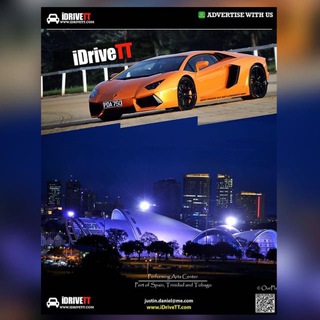 iDRIVETT
WWW.IDRIVETT.COM
ADVERTISE WITH US
iDriveTT
PDA 750
Performing Arts Center
Port of Spain, Trinidad and Tobago
iDRIVETT
WWW.IDRIVETT.COM
justin.daniel@me.com
www.iDriveTT.com